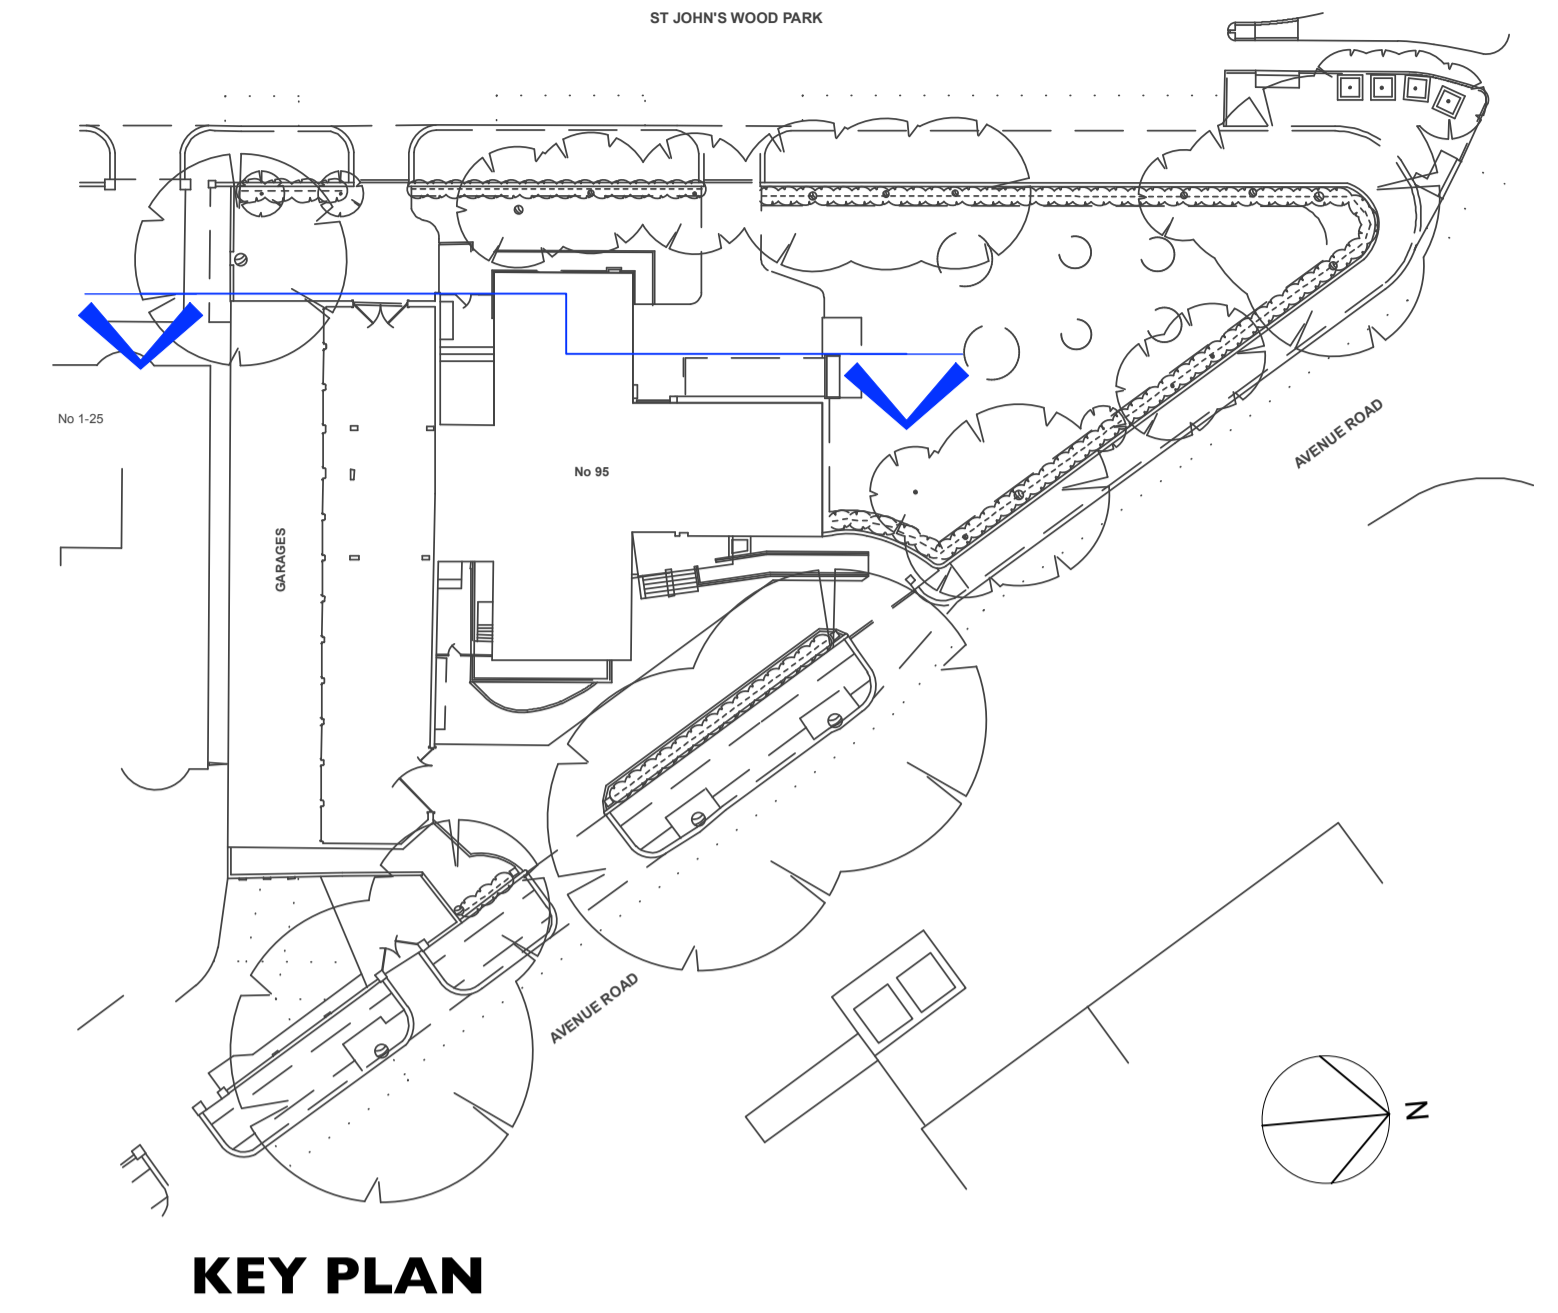 ST JOHN'S WOOD PARK
No 1-25
AVENUE ROAD
No 95
GARAGES
AVENUE ROAD
N
KEY PLAN